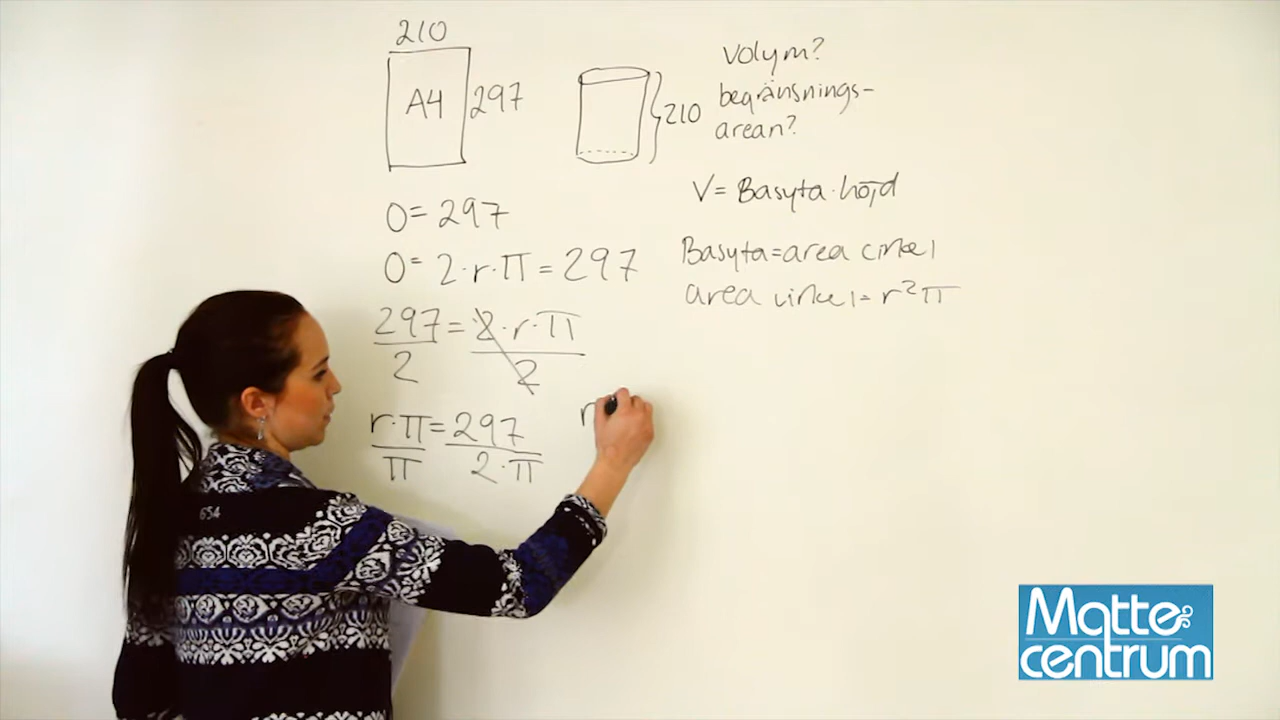 210
A4
297
210
Volym?
begränsnings-
arean?
O = 297
O = 2·r·π = 297
297/2 = 2·r·π/2
r·π/π = 297/2·π
r
V = Basyta·höjd
Basyta = area cirkel
area cirkel = r²π
654
Matte
centrum